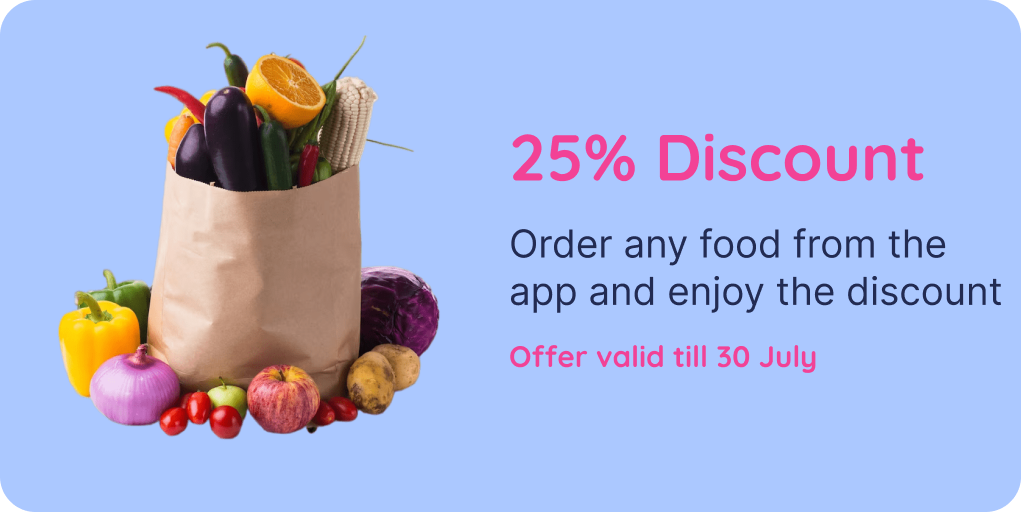 25% Discount
Order any food from the
app and enjoy the discount
Offer valid till 30 July